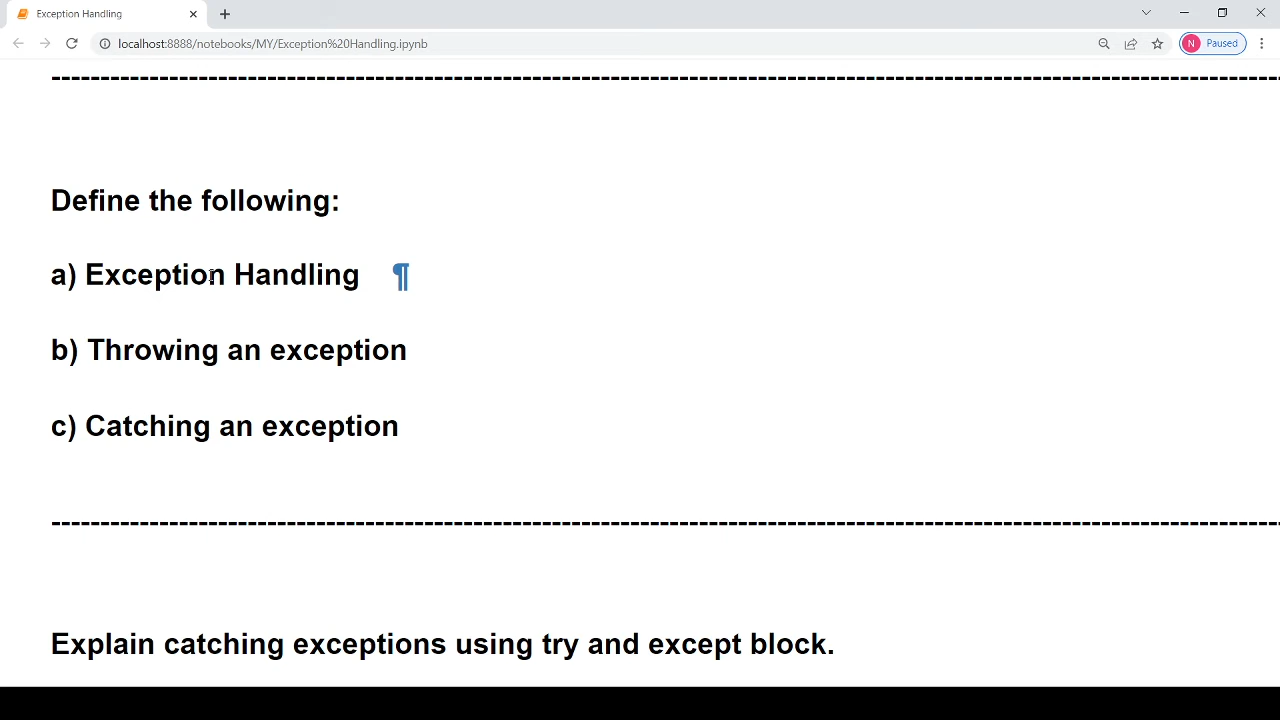 Exception Handling
localhost:8888/notebooks/MY/Exception%20Handling.ipynb
N Paused
--------------------------------------------------------------------------------------------------------------------------
Define the following:
a) Exception Handling ¶
b) Throwing an exception
c) Catching an exception
--------------------------------------------------------------------------------------------------------------------------
Explain catching exceptions using try and except block.